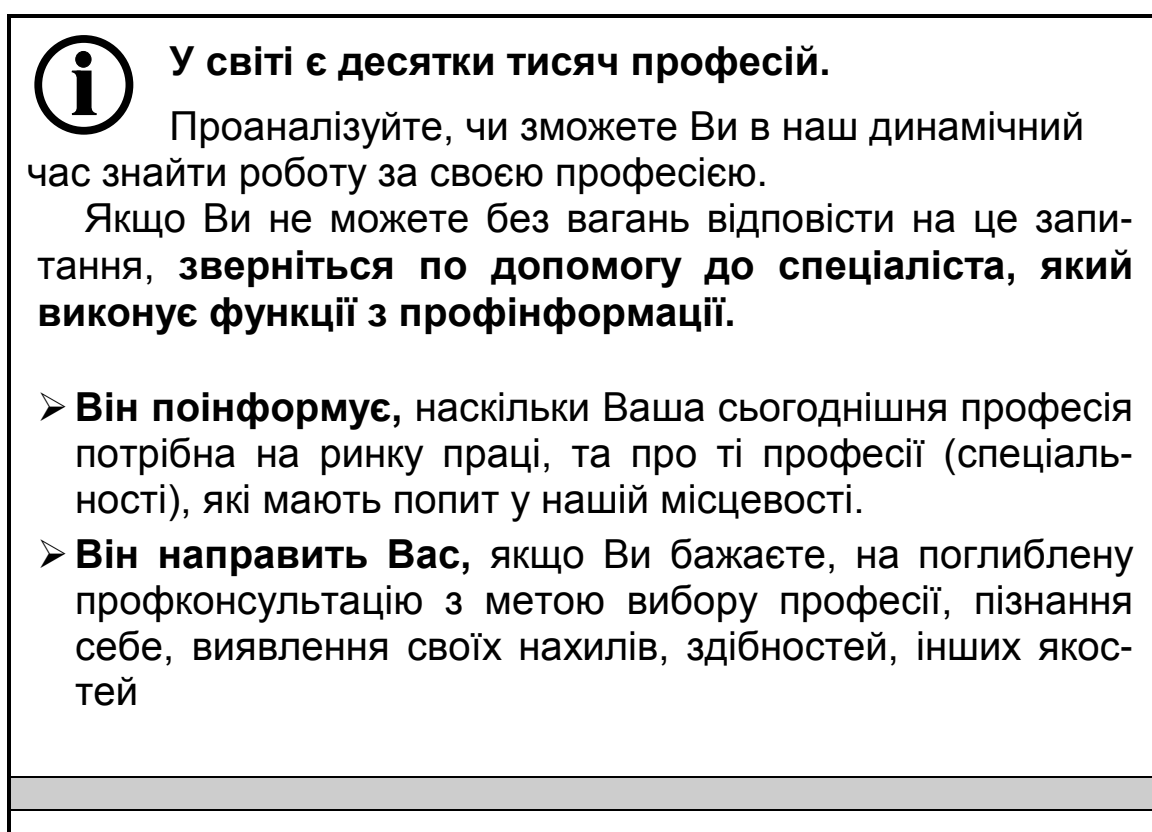 У світі є десятки тисяч професій.
Проаналізуйте, чи зможете Ви в наш динамічний
час знайти роботу за своєю професією.
Якщо Ви не можете без вагань відповісти на це запи-
тання, зверніться по допомогу до спеціаліста, який
виконує функції з профінформації.
➢ Він поінформує, наскільки Ваша сьогоднішня професія
потрібна на ринку праці, та про ті професії (спеціаль-
ності), які мають попит у нашій місцевості.
➢ Він направить Вас, якщо Ви бажаєте, на поглиблену
профконсультацію з метою вибору професії, пізнання
себе, виявлення своїх нахилів, здібностей, інших якос-
тей